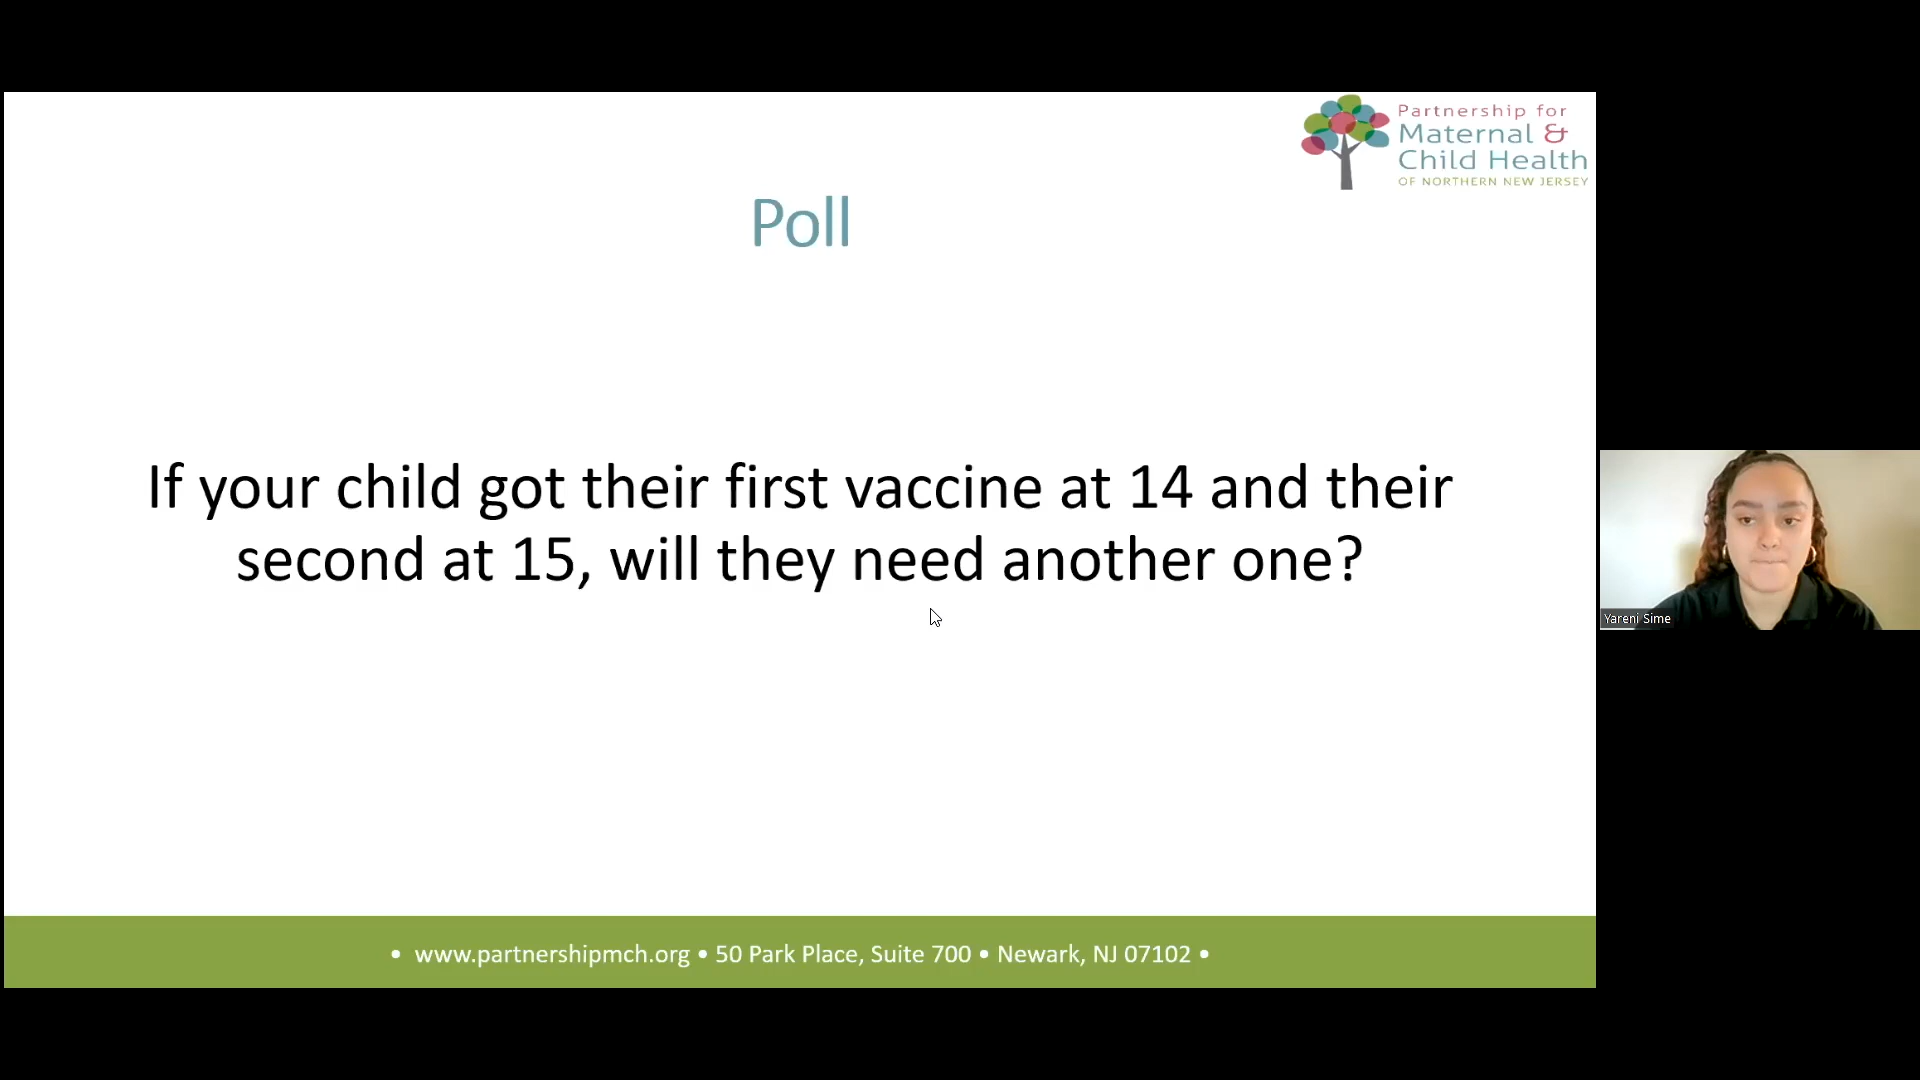 Partnership for
Maternal &
Child Health
OF NORTHERN NEW JERSEY
Poll
If your child got their first vaccine at 14 and their
second at 15, will they need another one?
Yareni Sime
• www.partnershipmch.org • 50 Park Place, Suite 700 • Newark, NJ 07102 •